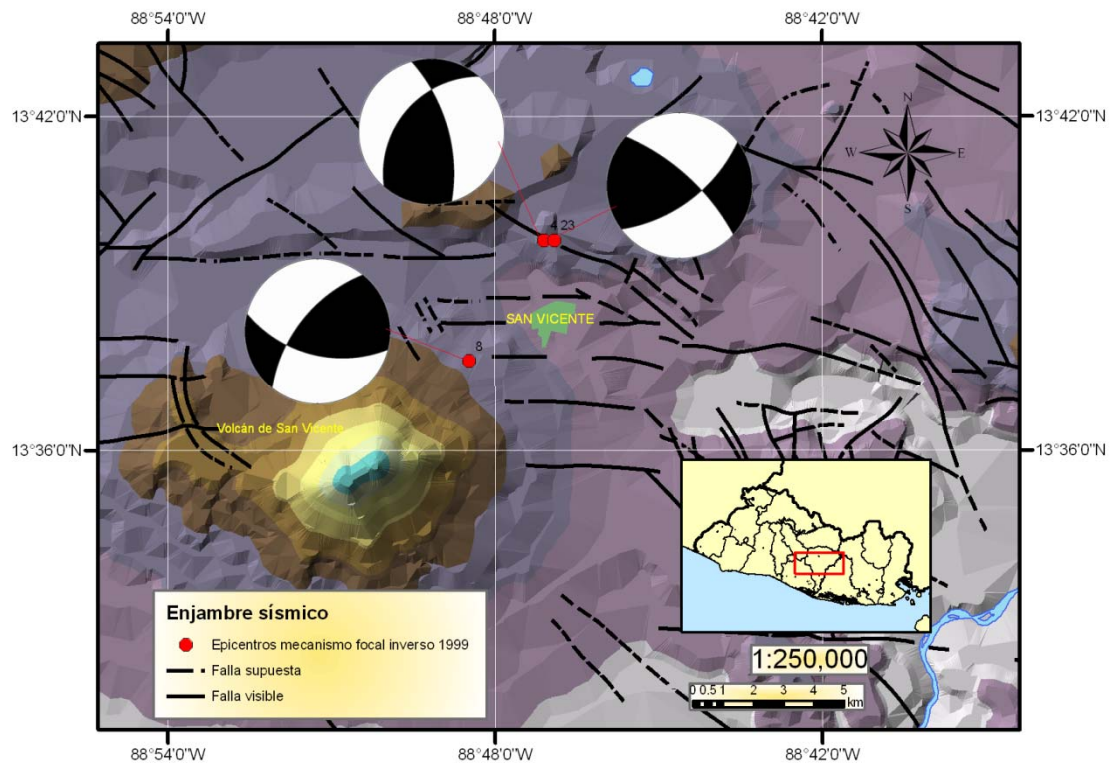 88°54'0"W
88°48'0"W
88°42'0"W
13°42'0"N
13°42'0"N
N
W
E
S
4 23
SAN VICENTE
8
Volcán de San Vicente
13°36'0"N
13°36'0"N
Enjambre sísmico
Epicentros mecanismo focal inverso 1999
Falla supuesta
Falla visible
1:250,000
0 0.5 1 2 3 4 5
km
88°54'0"W
88°48'0"W
88°42'0"W